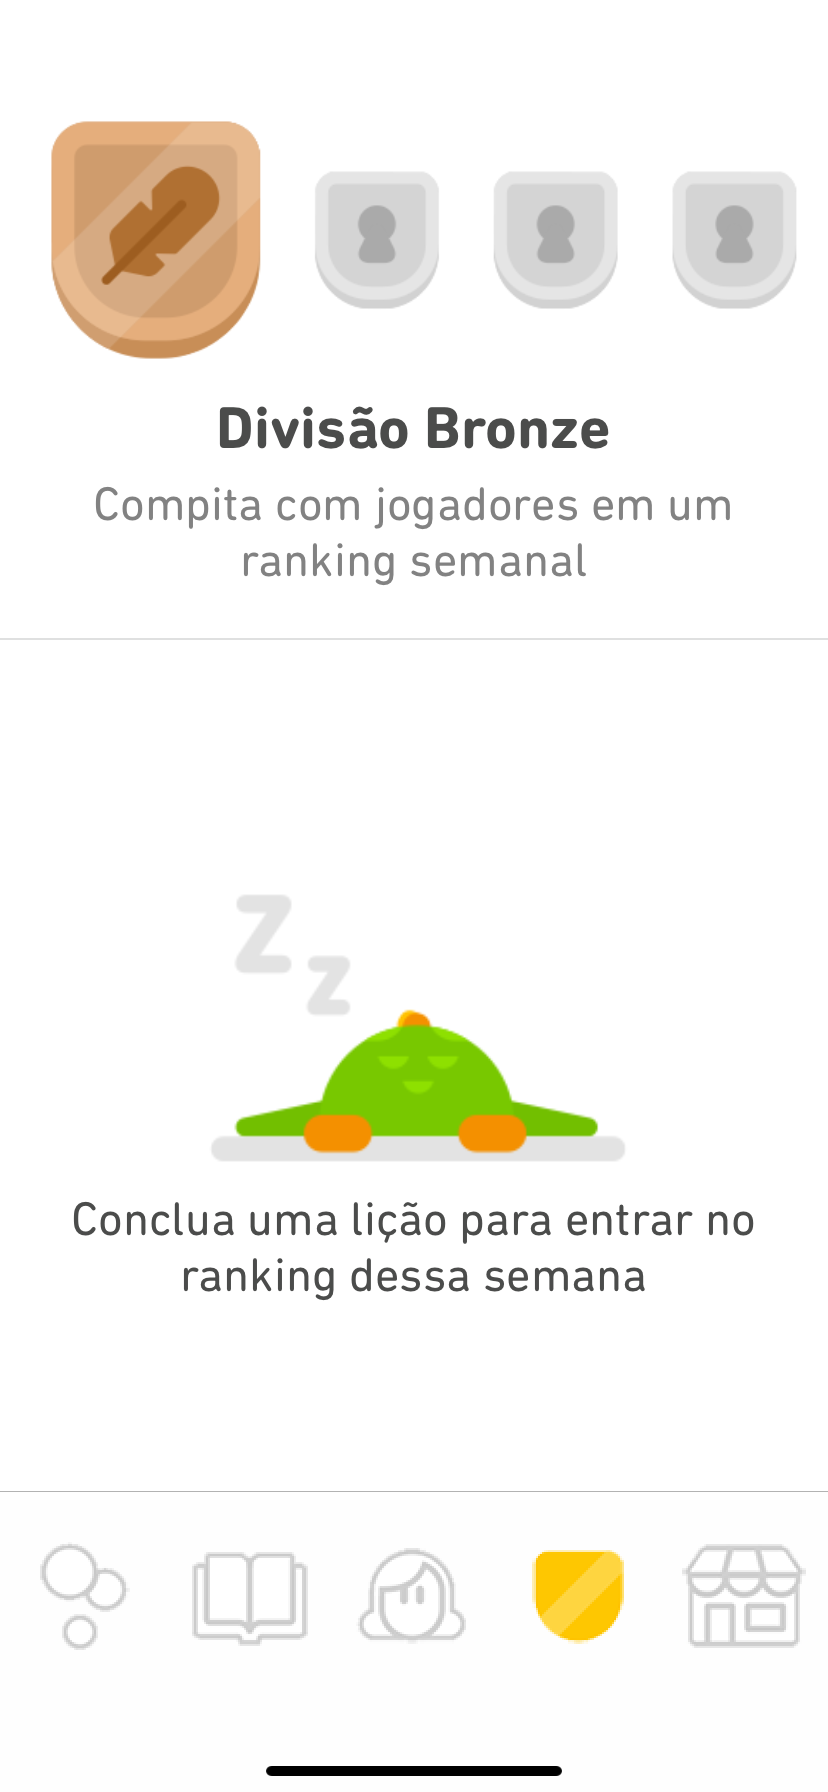 Divisão Bronze
Compita com jogadores em um
ranking semanal
Z
z
Conclua uma lição para entrar no
ranking dessa semana